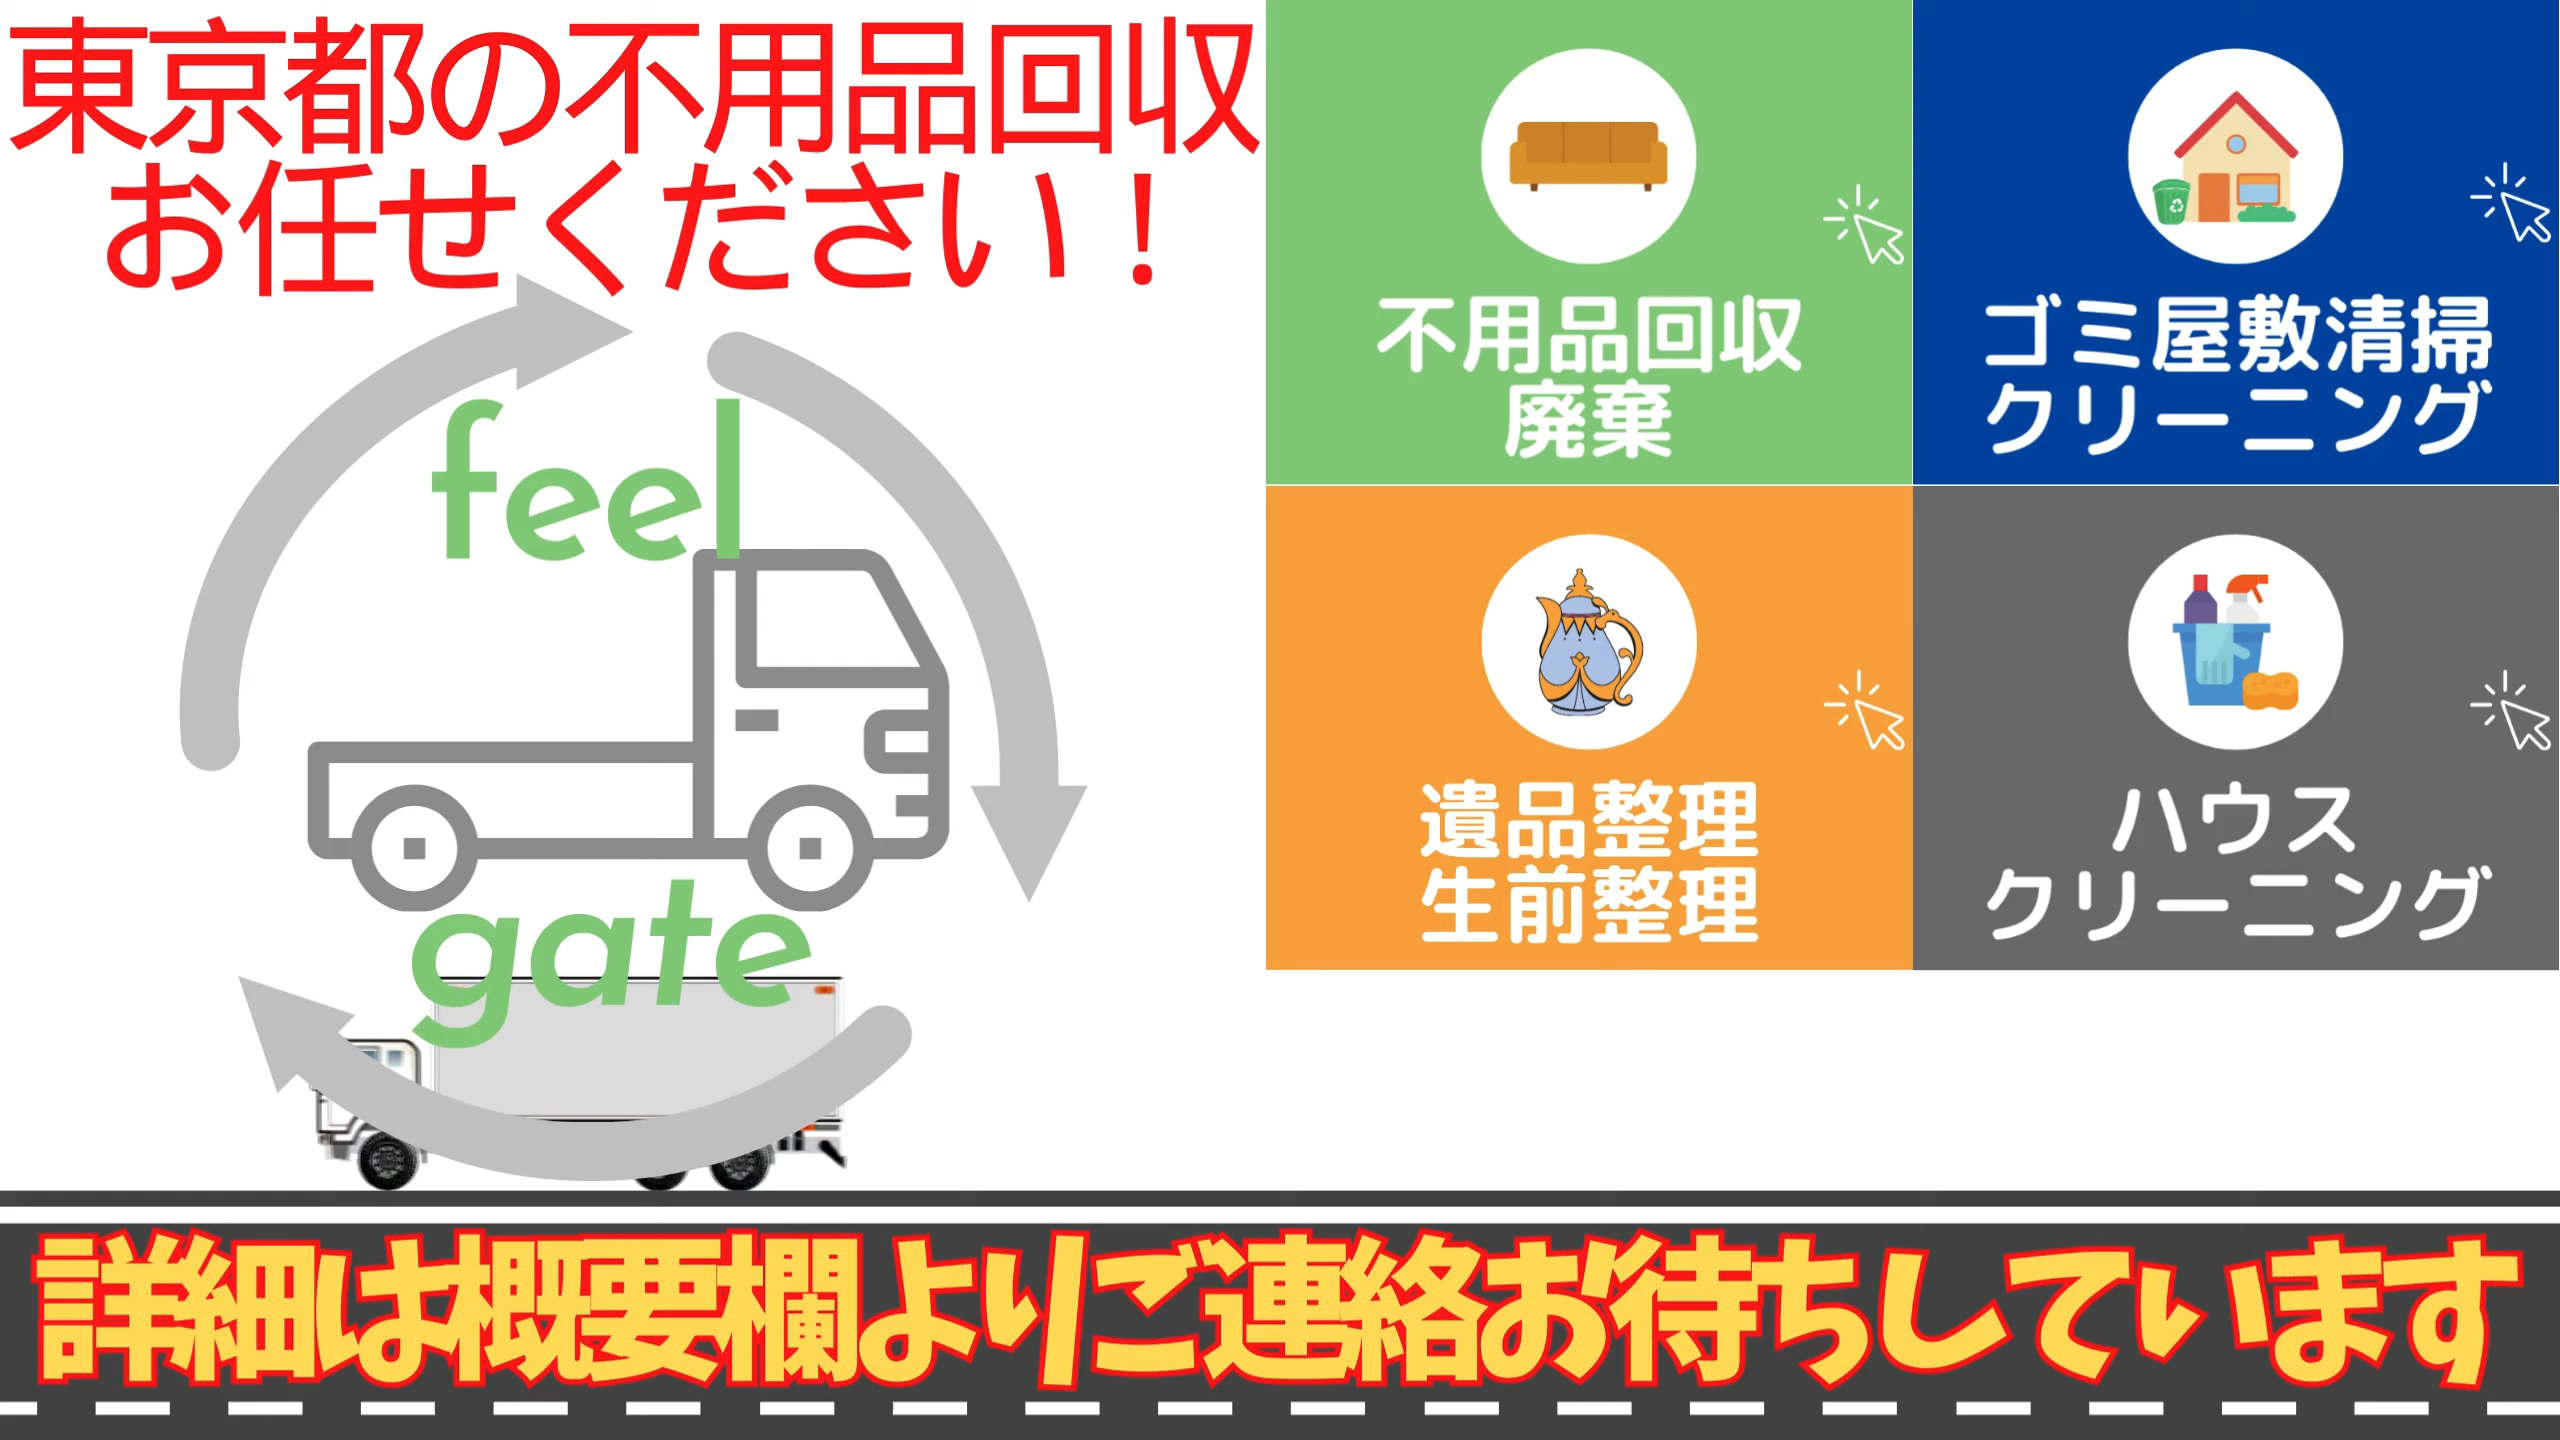 東京都の不用品回収
お任せください！
feel
gate
不用品回収
廃棄
ゴミ屋敷清掃
クリーニング
遺品整理
生前整理
ハウス
クリーニング
詳細は概要欄よりご連絡お待ちしています